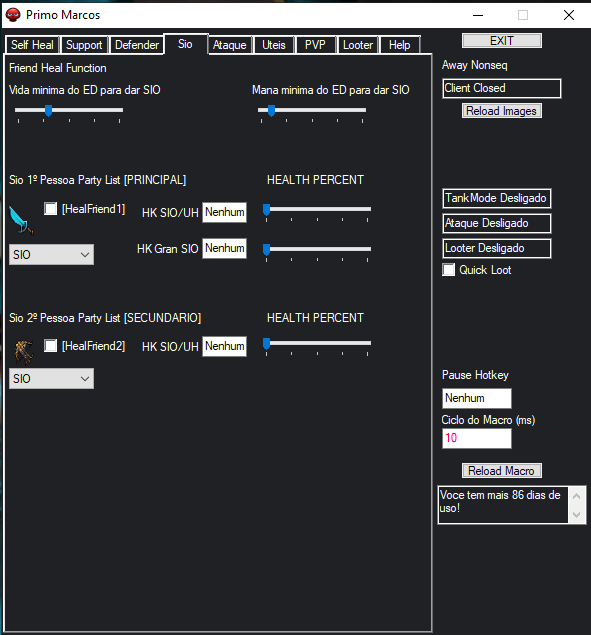 Primo Marcos
Self Heal Support Defender Sio Ataque Uteis PVP Looter Help
Friend Heal Function
Vida minima do ED para dar SIO
Mana minima do ED para dar SIO
Sio 1ª Pessoa Party List [PRINCIPAL]
HEALTH PERCENT
[HealFriend1]
HK SIO/UH
Nenhum
HK Gran SIO
Nenhum
SIO
Sio 2ª Pessoa Party List [SECUNDARIO]
HEALTH PERCENT
[HealFriend2]
HK SIO/UH
Nenhum
SIO
EXIT
Away Nonseq
Client Closed
Reload Images
TankMode Desligado
Ataque Desligado
Looter Desligado
Quick Loot
Pause Hotkey
Nenhum
Ciclo do Macro (ms)
10
Reload Macro
Voce tem mais 86 dias de
uso!